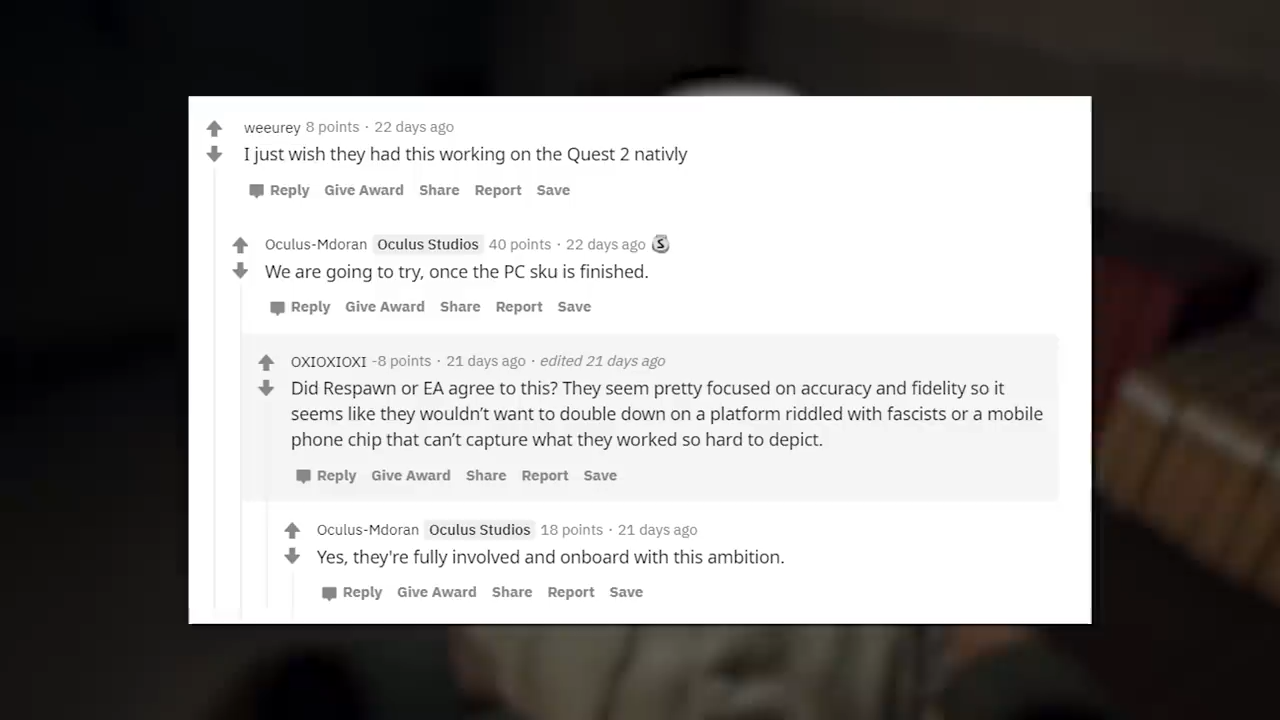 weeurey 8 points · 22 days ago
I just wish they had this working on the Quest 2 nativly
Reply Give Award Share Report Save
Oculus-Mdoran Oculus Studios 40 points · 22 days ago S
We are going to try, once the PC sku is finished.
Reply Give Award Share Report Save
OXIOXIOXI -8 points · 21 days ago · edited 21 days ago
Did Respawn or EA agree to this? They seem pretty focused on accuracy and fidelity so it
seems like they wouldn’t want to double down on a platform riddled with fascists or a mobile
phone chip that can’t capture what they worked so hard to depict.
Reply Give Award Share Report Save
Oculus-Mdoran Oculus Studios 18 points · 21 days ago
Yes, they're fully involved and onboard with this ambition.
Reply Give Award Share Report Save